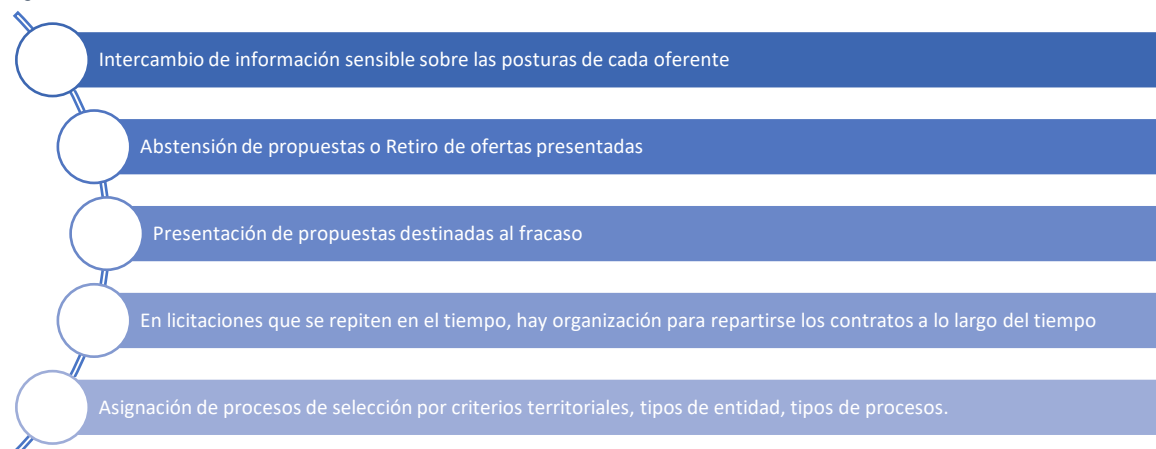 Intercambio de información sensible sobre las posturas de cada oferente
Abstensión de propuestas o Retiro de ofertas presentadas
Presentación de propuestas destinadas al fracaso
En licitaciones que se repiten en el tiempo, hay organización para repartirse los contratos a lo largo del tiempo
Asignación de procesos de selección por criterios territoriales, tipos de entidad, tipos de procesos.